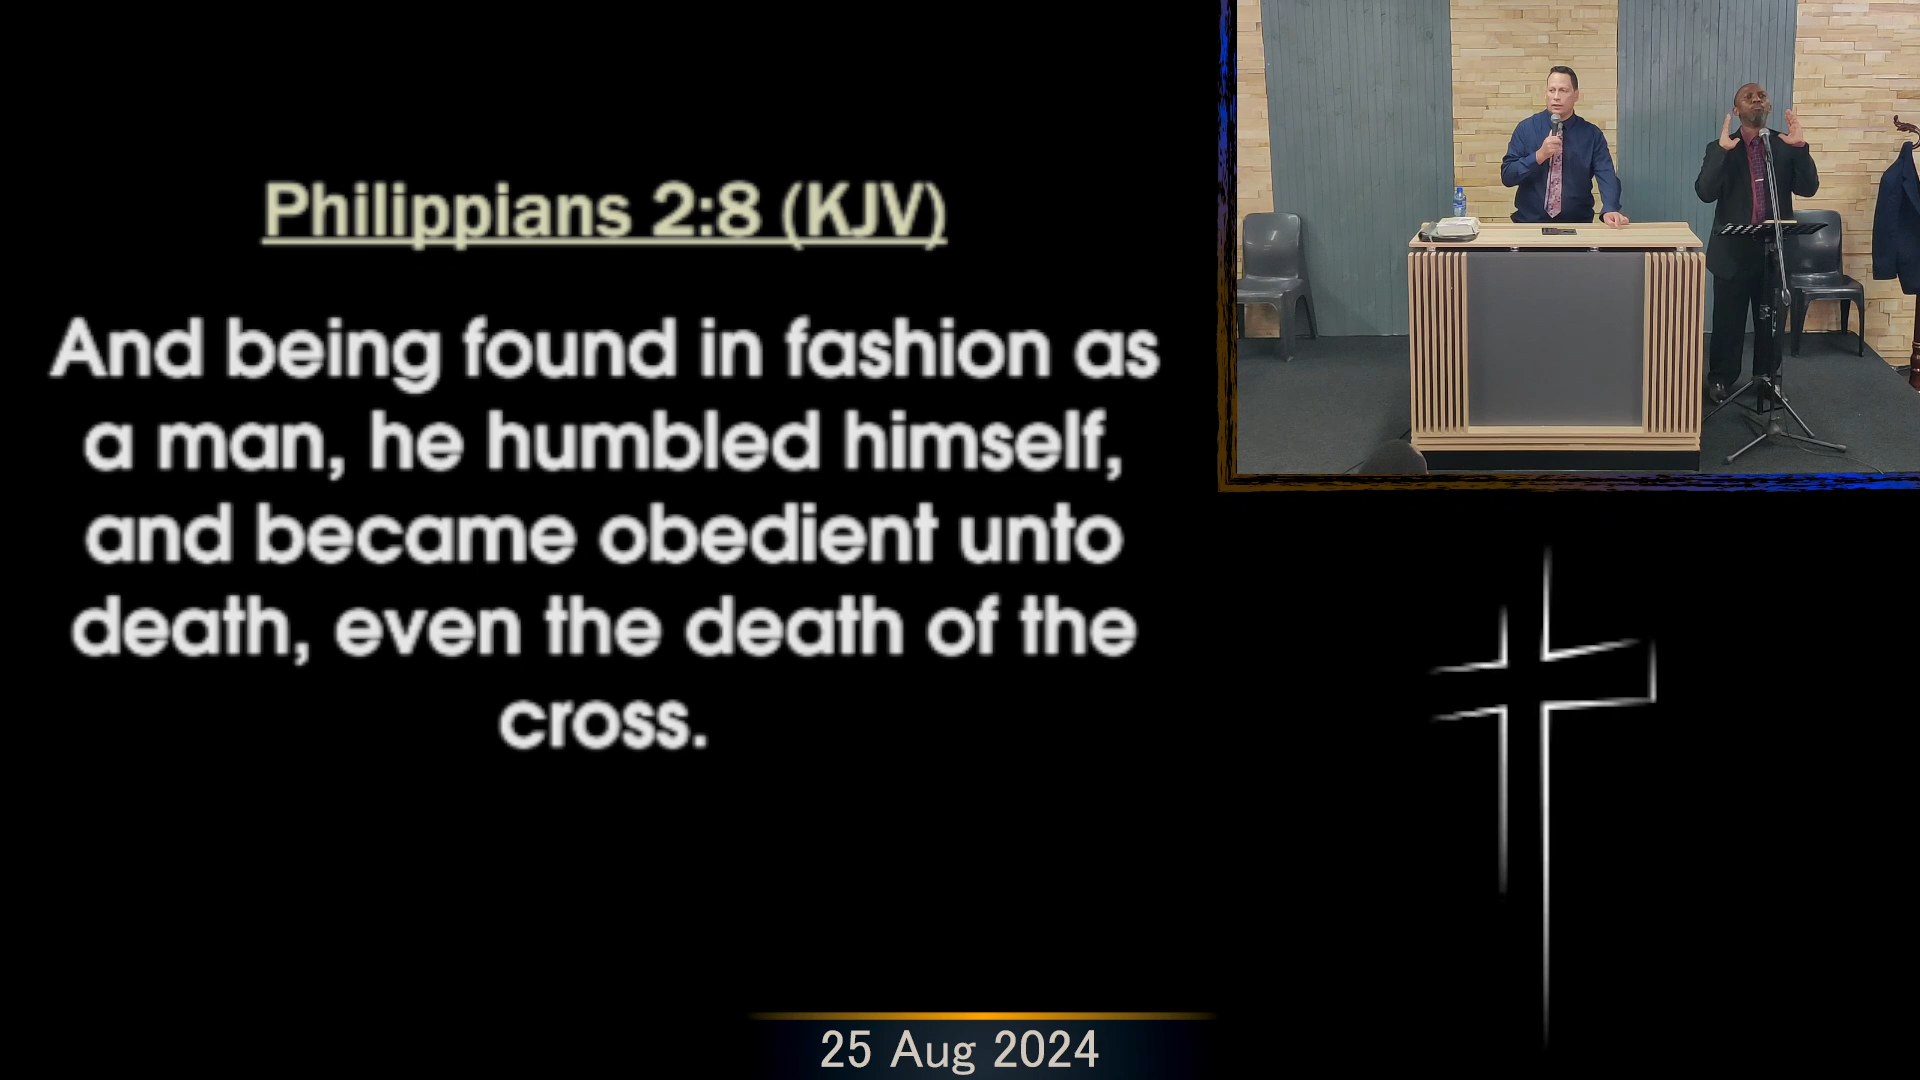 Philippians 2:8 (KJV)
And being found in fashion as
a man, he humbled himself,
and became obedient unto
death, even the death of the
cross.
25 Aug 2024